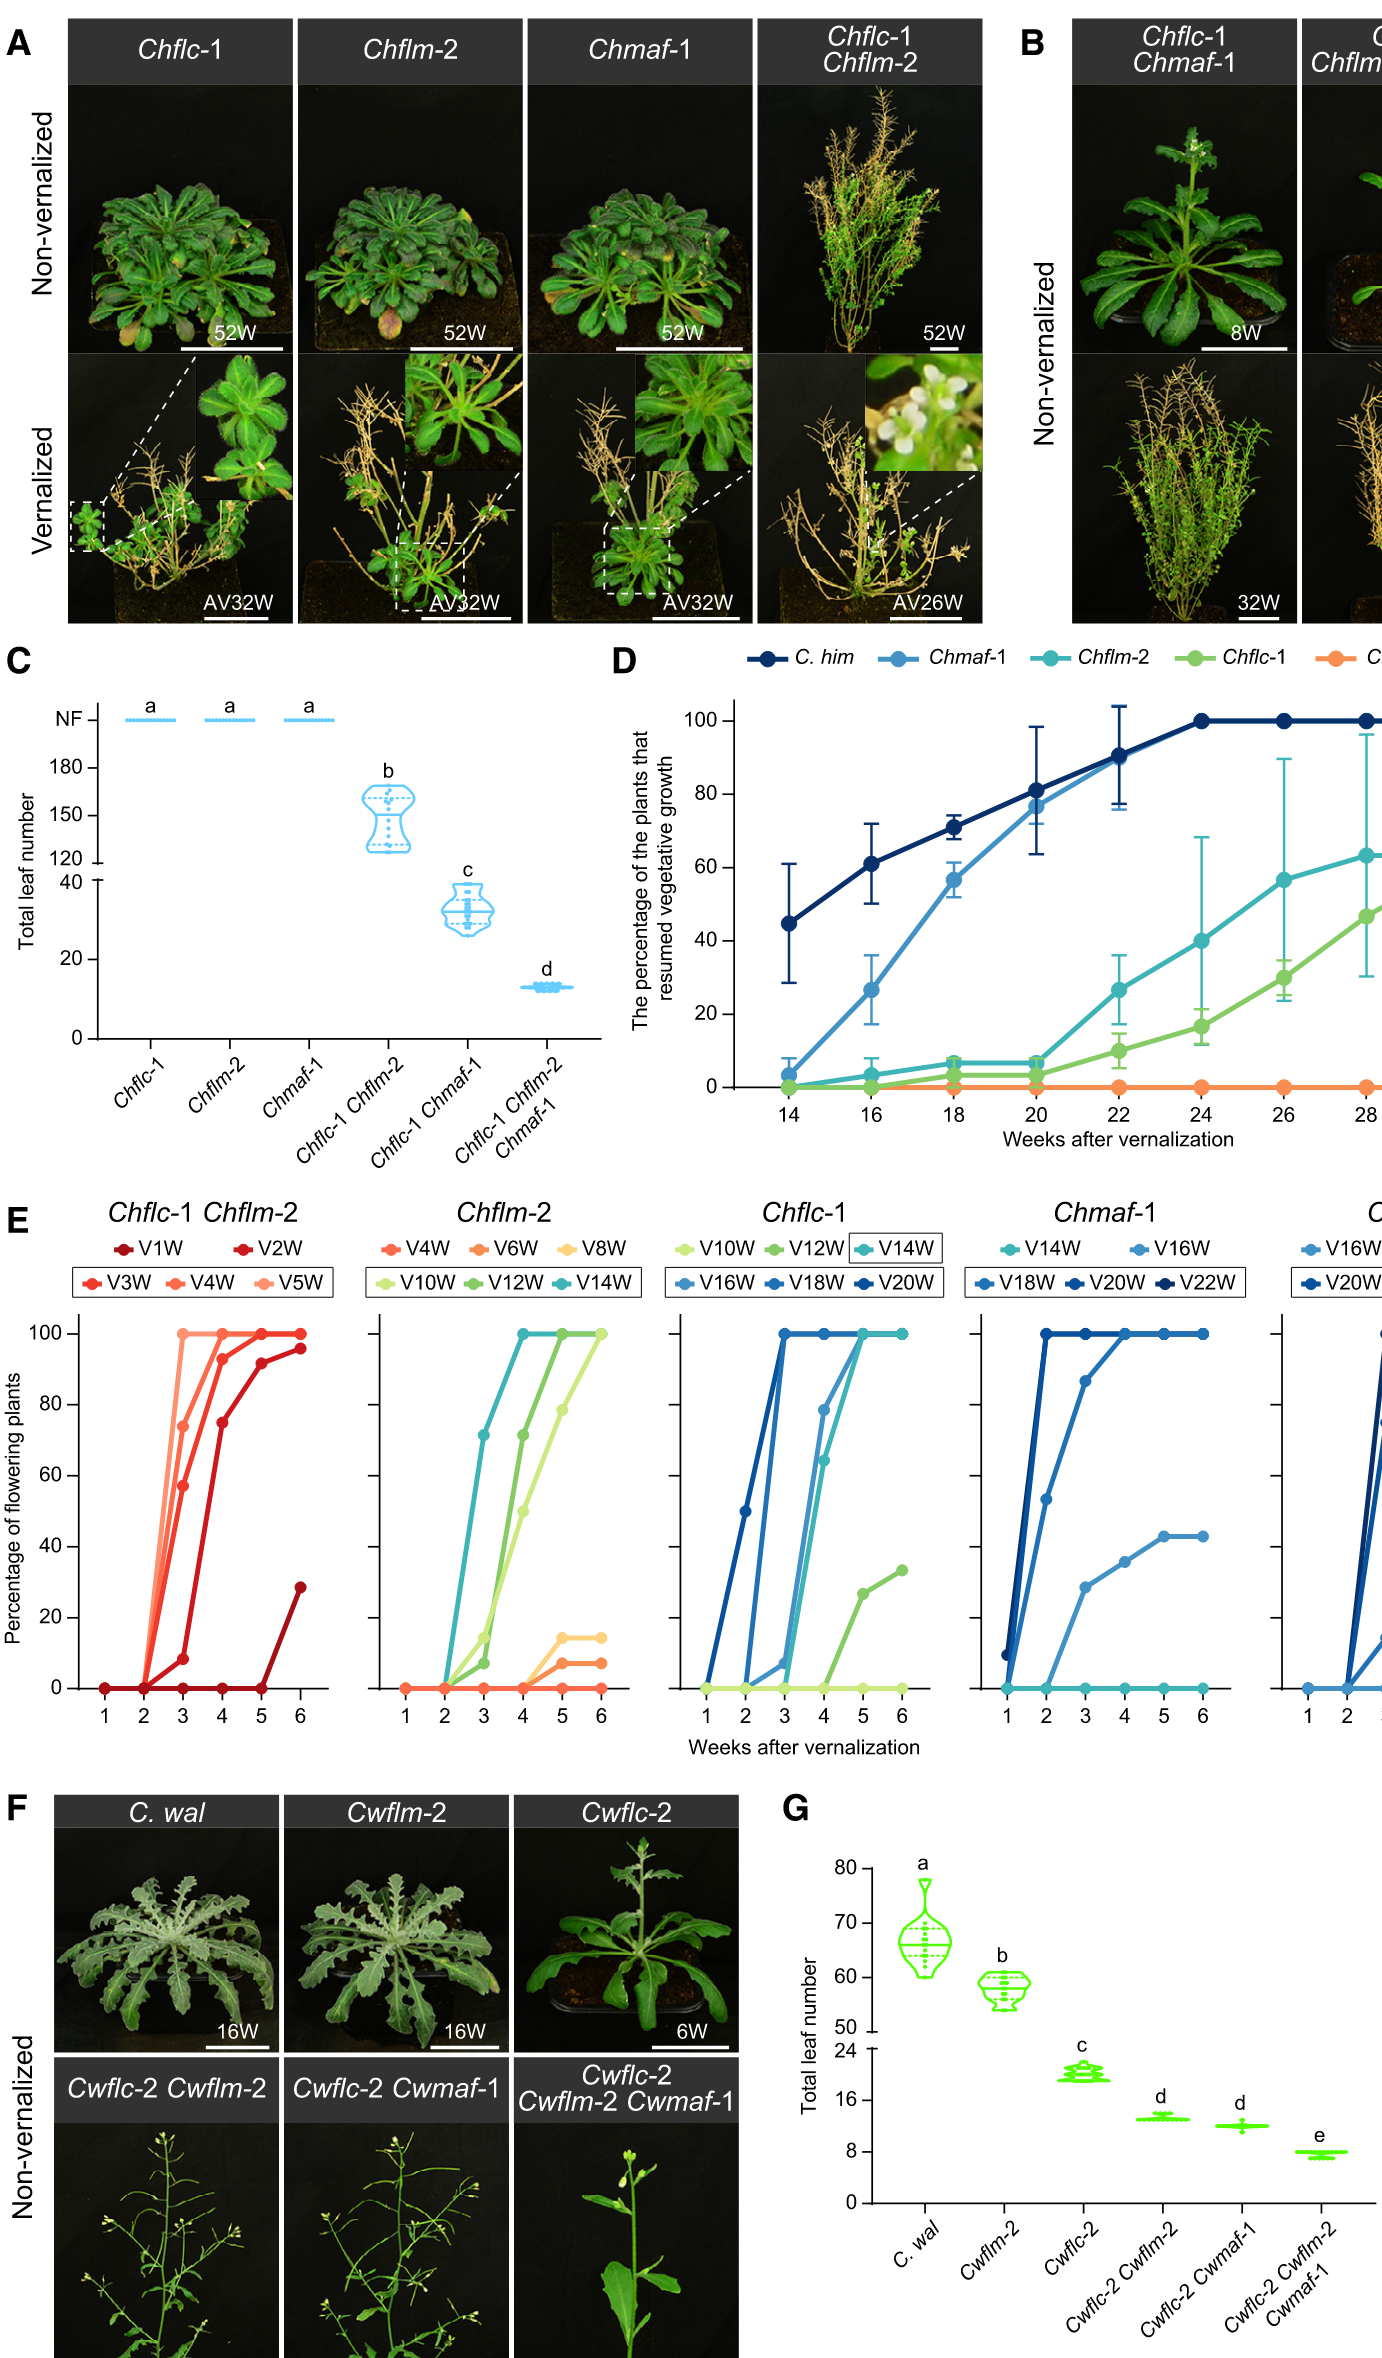 A
Chflc-1
Chflm-2
Chmaf-1
Chflc-1
Chflm-2
Non-vernalized
52W
52W
52W
52W
Vernalized
AV32W
AV32W
AV32W
AV26W
B
Chflc-1
Chmaf-1
C
Chflm
Non-vernalized
8W
32W
C
Total leaf number
NF
180
150
120
40
20
0
a
a
a
b
c
d
Chflc-1
Chflm-2
Chmaf-1
Chflc-1 Chflm-2
Chflc-1 Chmaf-1
Chflc-1 Chflm-2
Chmaf-1
D
C. him
Chmaf-1
Chflm-2
Chflc-1
C
The percentage of the plants that
resumed vegetative growth
100
80
60
40
20
0
14 16 18 20 22 24 26 28
Weeks after vernalization
E
Chflc-1 Chflm-2
V1W V2W
V3W V4W V5W
Chflm-2
V4W V6W V8W
V10W V12W V14W
Chflc-1
V10W V12W V14W
V16W V18W V20W
Chmaf-1
V14W V16W
V18W V20W V22W
C
V16W
V20W
Percentage of flowering plants
100
80
60
40
20
0
1 2 3 4 5 6
1 2 3 4 5 6
1 2 3 4 5 6
1 2 3 4 5 6
1 2
Weeks after vernalization
F
C. wal
Cwflm-2
Cwflc-2
16W
16W
6W
Non-vernalized
Cwflc-2 Cwflm-2
Cwflc-2 Cwmaf-1
Cwflc-2
Cwflm-2 Cwmaf-1
G
Total leaf number
80
70
60
50
24
16
8
0
a
b
c
d
d
e
C. wal
Cwflm-2
Cwflc-2
Cwflc-2 Cwflm-2
Cwflc-2 Cwmaf-1
Cwflc-2 Cwflm-2
Cwmaf-1